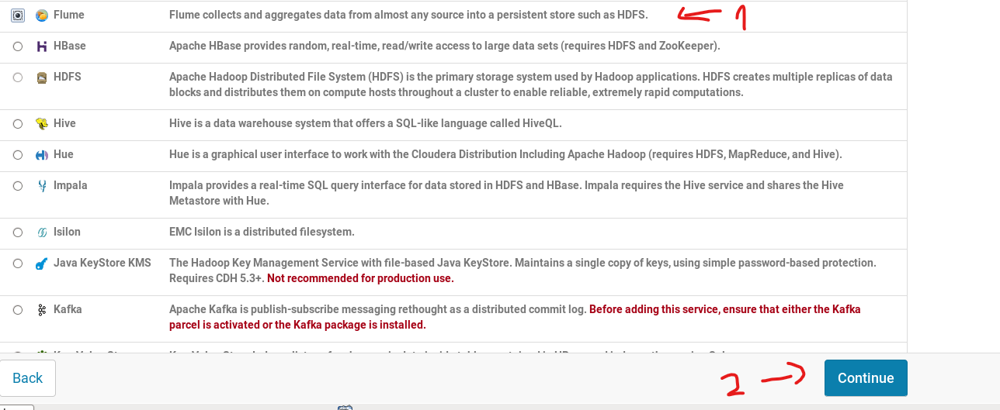 Flume Flume collects and aggregates data from almost any source into a persistent store such as HDFS. 1
HBase Apache HBase provides random, real-time, read/write access to large data sets (requires HDFS and ZooKeeper).
HDFS Apache Hadoop Distributed File System (HDFS) is the primary storage system used by Hadoop applications. HDFS creates multiple replicas of data
blocks and distributes them on compute hosts throughout a cluster to enable reliable, extremely rapid computations.
Hive Hive is a data warehouse system that offers a SQL-like language called HiveQL.
Hue Hue is a graphical user interface to work with the Cloudera Distribution Including Apache Hadoop (requires HDFS, MapReduce, and Hive).
Impala Impala provides a real-time SQL query interface for data stored in HDFS and HBase. Impala requires the Hive service and shares the Hive
Metastore with Hue.
Isilon EMC Isilon is a distributed filesystem.
Java KeyStore KMS The Hadoop Key Management Service with file-based Java KeyStore. Maintains a single copy of keys, using simple password-based protection.
Requires CDH 5.3+. Not recommended for production use.
Kafka Apache Kafka is publish-subscribe messaging rethought as a distributed commit log. Before adding this service, ensure that either the Kafka
parcel is activated or the Kafka package is installed.
Back 2 Continue